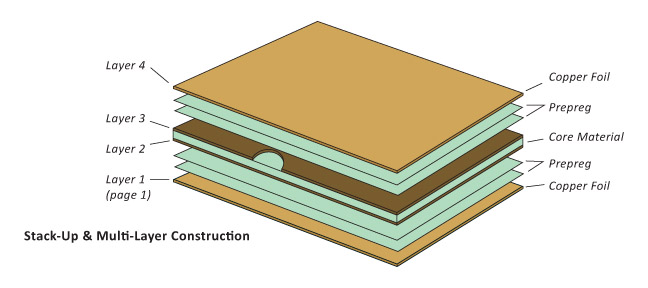 Layer 4
Copper Foil
Prepreg
Layer 3
Core Material
Layer 2
Prepreg
Layer 1
(page 1)
Copper Foil
Stack-Up & Multi-Layer Construction